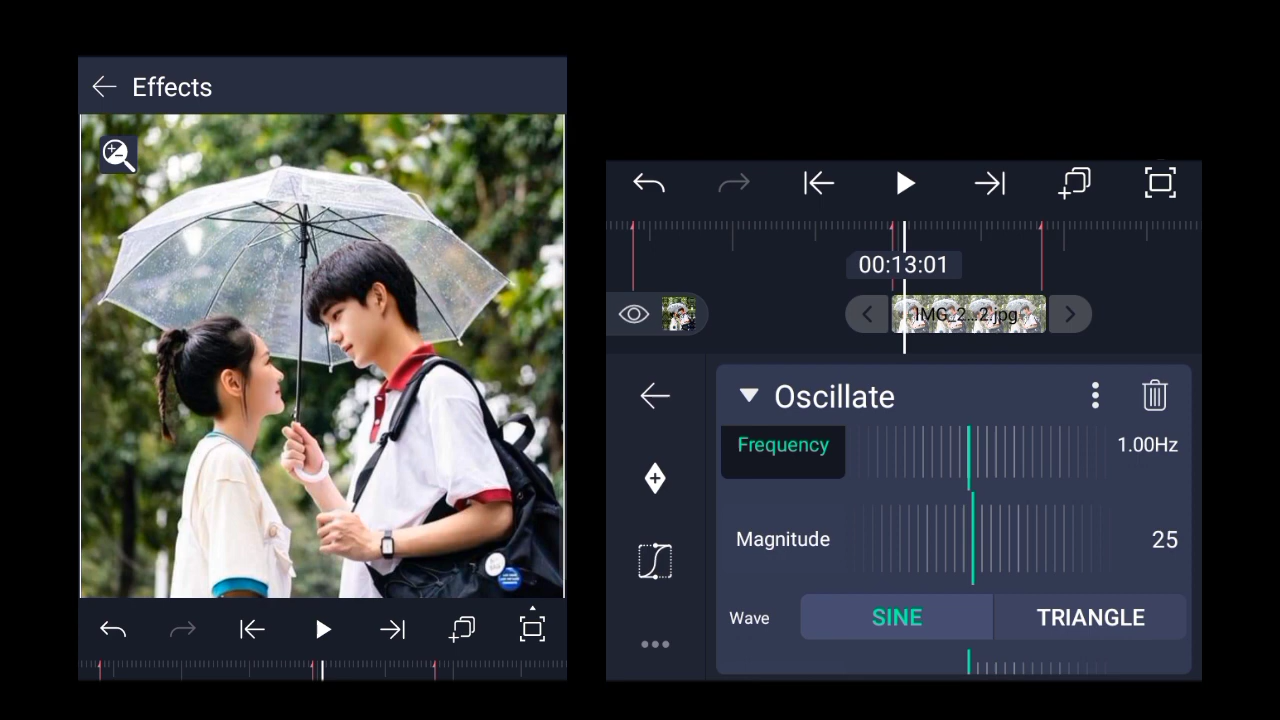 Effects
00:13:01
IMG_2...2.jpg
Oscillate
Frequency
1.00Hz
Magnitude
25
Wave
SINE
TRIANGLE